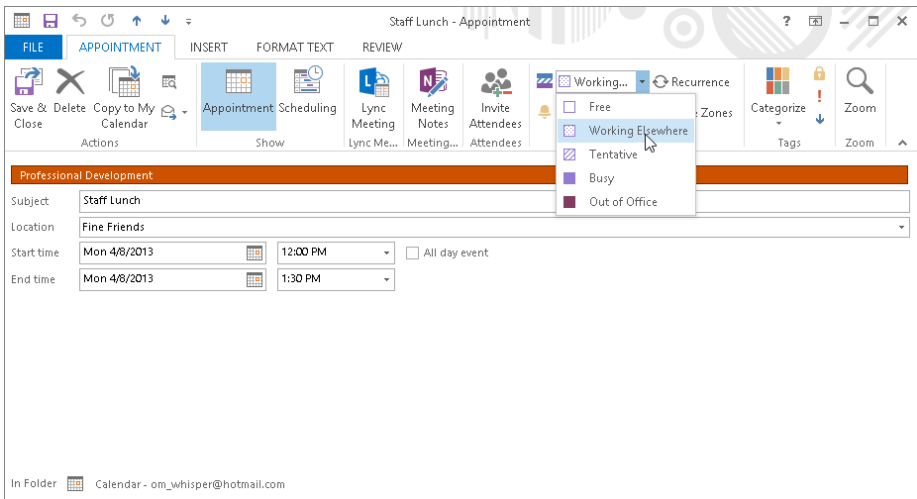 Staff Lunch - Appointment
?
FILE APPOINTMENT INSERT FORMAT TEXT REVIEW
Save & Close
Delete
Copy to My Calendar
Actions
Appointment
Scheduling
Show
Lync Meeting
Lync Me...
Meeting Notes
Meeting...
Invite Attendees
Attendees
Working...
Recurrence
Zones
Free
Working Elsewhere
Tentative
Busy
Out of Office
Categorize
Tags
Zoom
Zoom
Professional Development
Subject Staff Lunch
Location Fine Friends
Start time Mon 4/8/2013 12:00 PM All day event
End time Mon 4/8/2013 1:30 PM
In Folder Calendar - om_whisper@hotmail.com